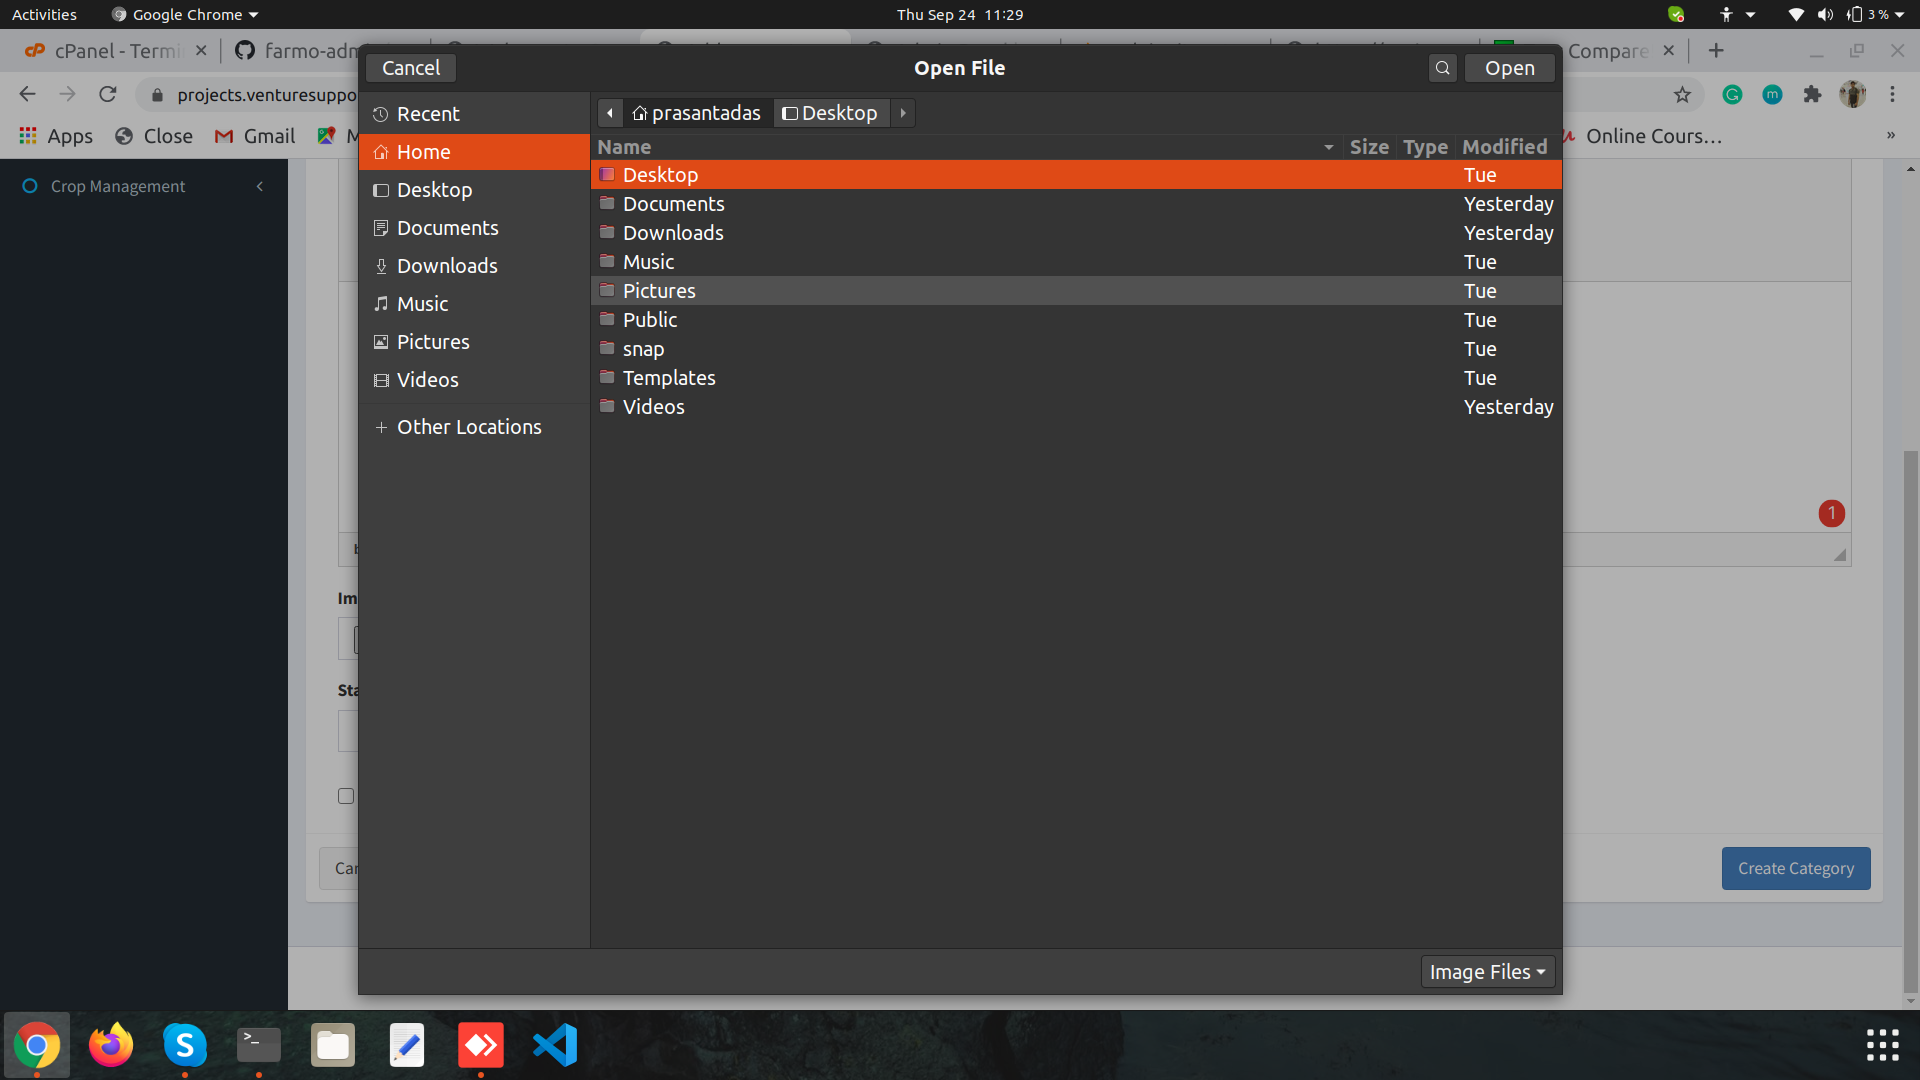 Activities
Google Chrome
Thu Sep 24 11:29
3 %
cPanel - Termi
farmo-adm
Compare
Cancel
Open File
Open
projects.venturesuppo
Apps
Close
Gmail
M
Online Cours…
»
Crop Management
Recent
Home
Desktop
Documents
Downloads
Music
Pictures
Videos
+ Other Locations
prasantadas
Desktop
Name
Size
Type
Modified
Desktop Tue
Documents Yesterday
Downloads Yesterday
Music Tue
Pictures Tue
Public Tue
snap Tue
Templates Tue
Videos Yesterday
1
Im
Sta
Can
Create Category
Image Files